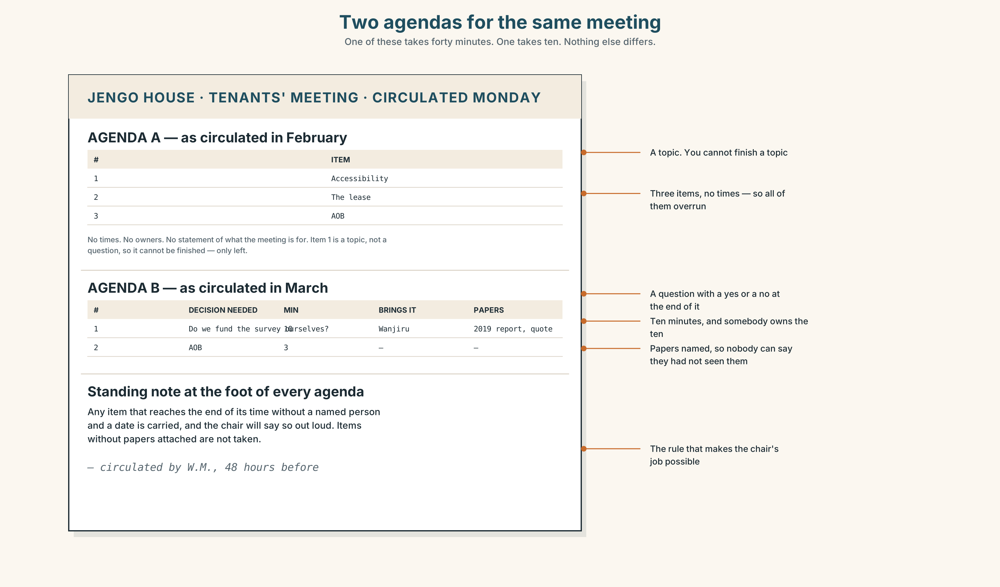 Two agendas for the same meeting
One of these takes forty minutes. One takes ten. Nothing else differs.
JENGO HOUSE · TENANTS' MEETING · CIRCULATED MONDAY
AGENDA A — as circulated in February
# ITEM
1 Accessibility
2 The lease
3 AOB
No times. No owners. No statement of what the meeting is for. Item 1 is a topic, not a
question, so it cannot be finished — only left.
A topic. You cannot finish a topic
Three items, no times — so all of
them overrun
AGENDA B — as circulated in March
# DECISION NEEDED MIN BRINGS IT PAPERS
1 Do we fund the survey ourselves? 10 Wanjiru 2019 report, quote
2 AOB 3 — —
A question with a yes or a no at
the end of it
Ten minutes, and somebody owns the
ten
Papers named, so nobody can say
they had not seen them
Standing note at the foot of every agenda
Any item that reaches the end of its time without a named person
and a date is carried, and the chair will say so out loud. Items
without papers attached are not taken.
— circulated by W.M., 48 hours before
The rule that makes the chair's
job possible